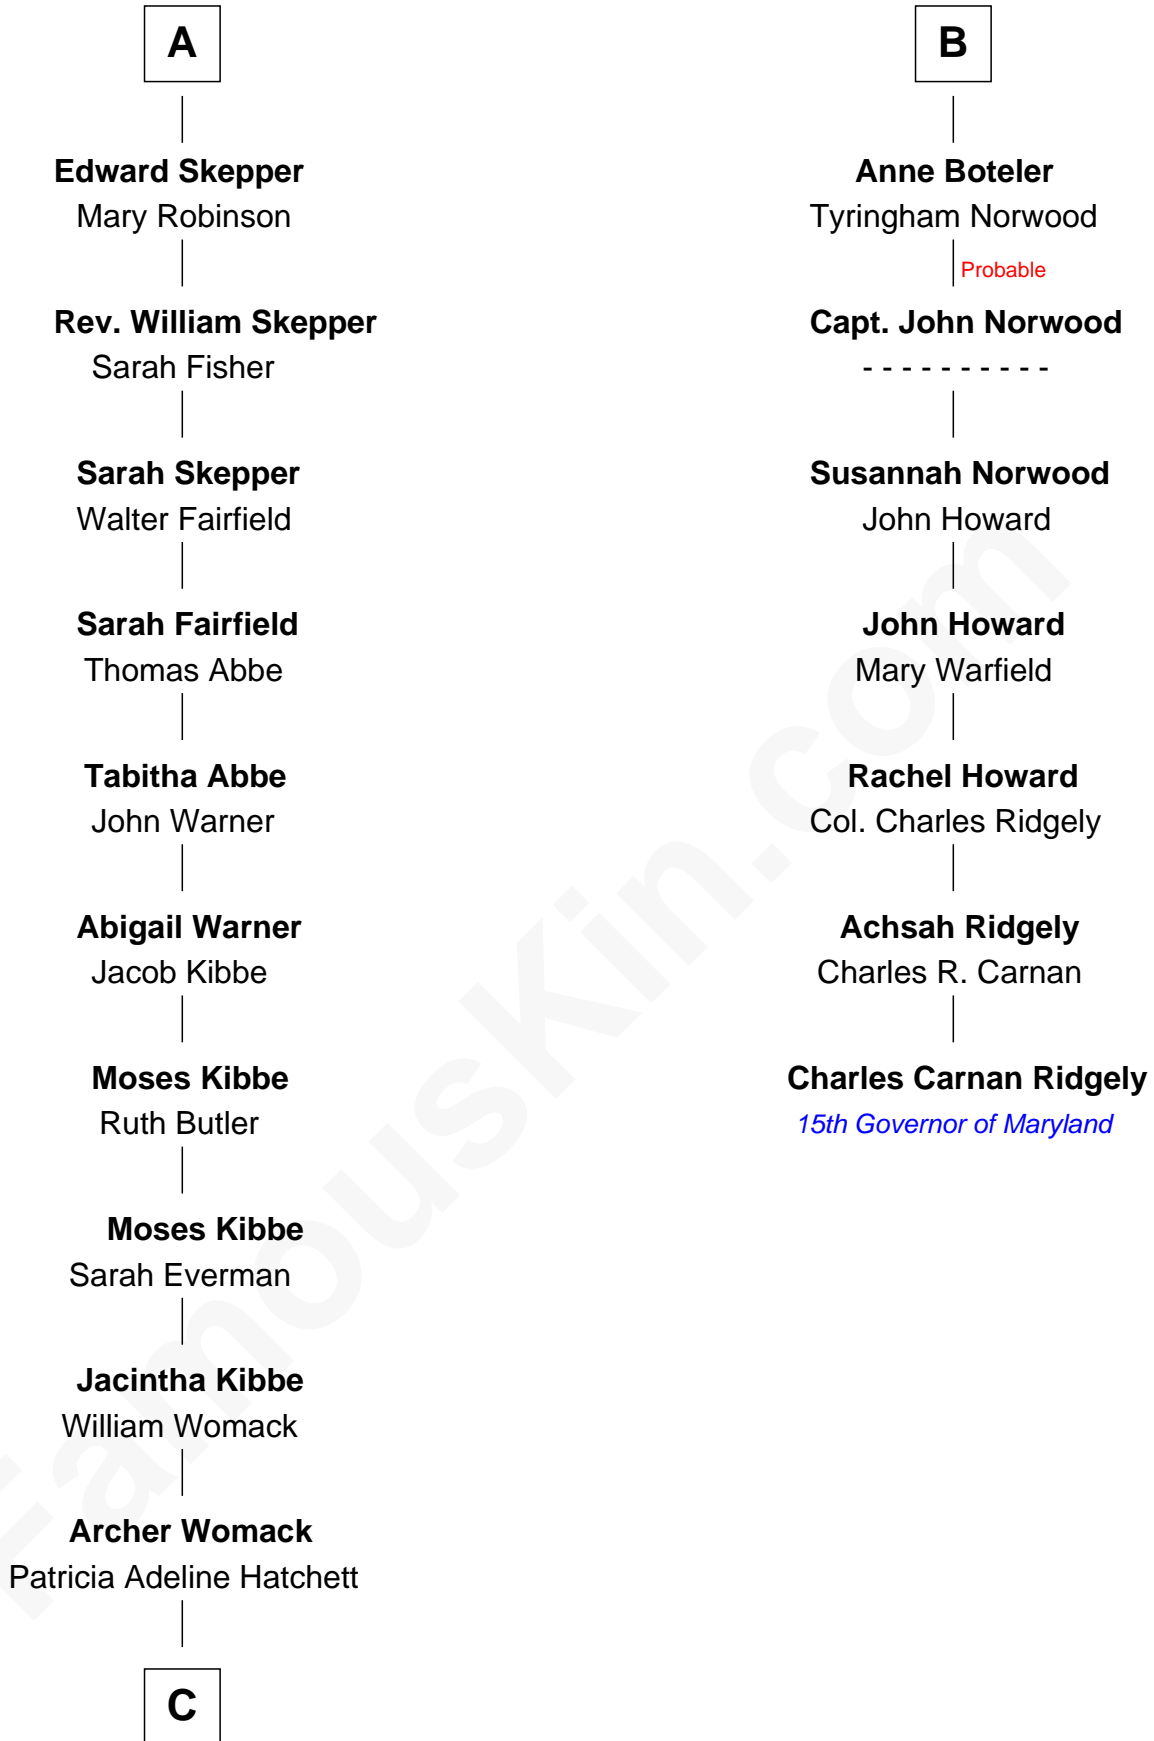 A
Edward Skepper
Mary Robinson
Rev. William Skepper
Sarah Fisher
Sarah Skepper
Walter Fairfield
Sarah Fairfield
Thomas Abbe
Tabitha Abbe
John Warner
Abigail Warner
Jacob Kibbe
Moses Kibbe
Ruth Butler
Moses Kibbe
Sarah Everman
Jacintha Kibbe
William Womack
Archer Womack
Patricia Adeline Hatchett
C
B
Anne Boteler
Tyringham Norwood
Probable
Capt. John Norwood
- - - - - - - - - -
Susannah Norwood
John Howard
John Howard
Mary Warfield
Rachel Howard
Col. Charles Ridgely
Achsah Ridgely
Charles R. Carnan
Charles Carnan Ridgely
15th Governor of Maryland
FamousKin.com